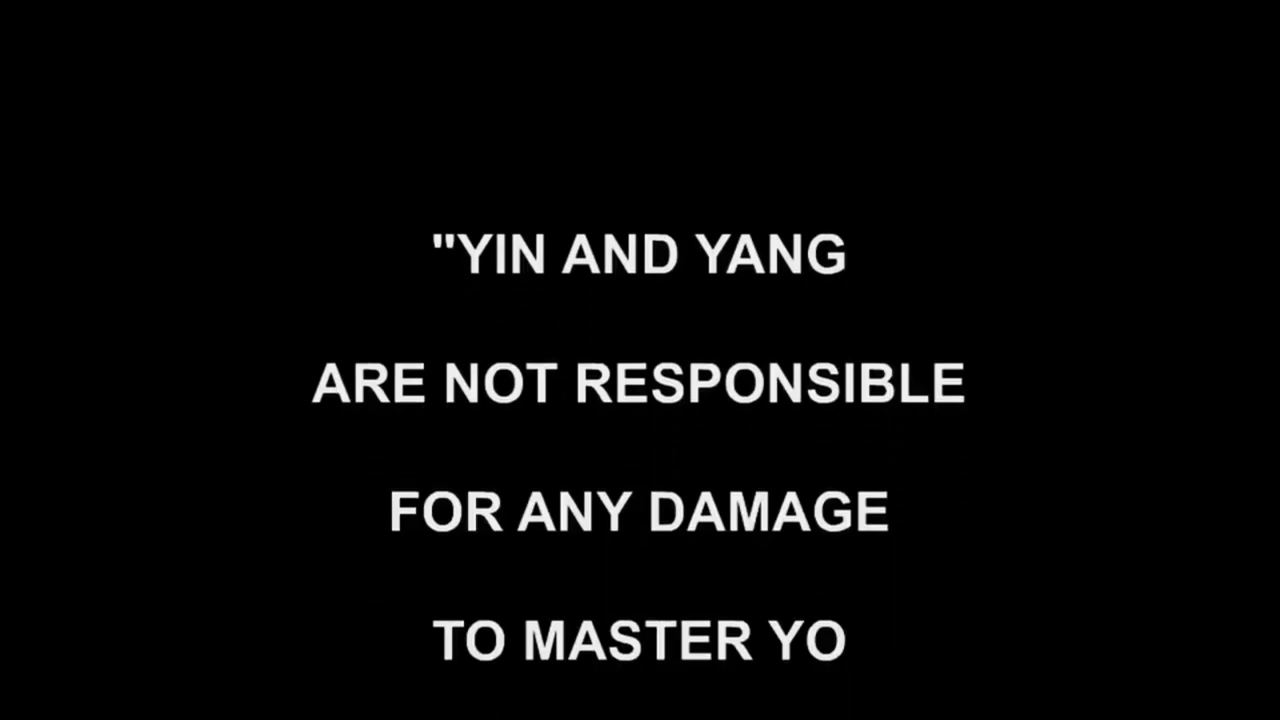 "YIN AND YANG
ARE NOT RESPONSIBLE
FOR ANY DAMAGE
TO MASTER YO